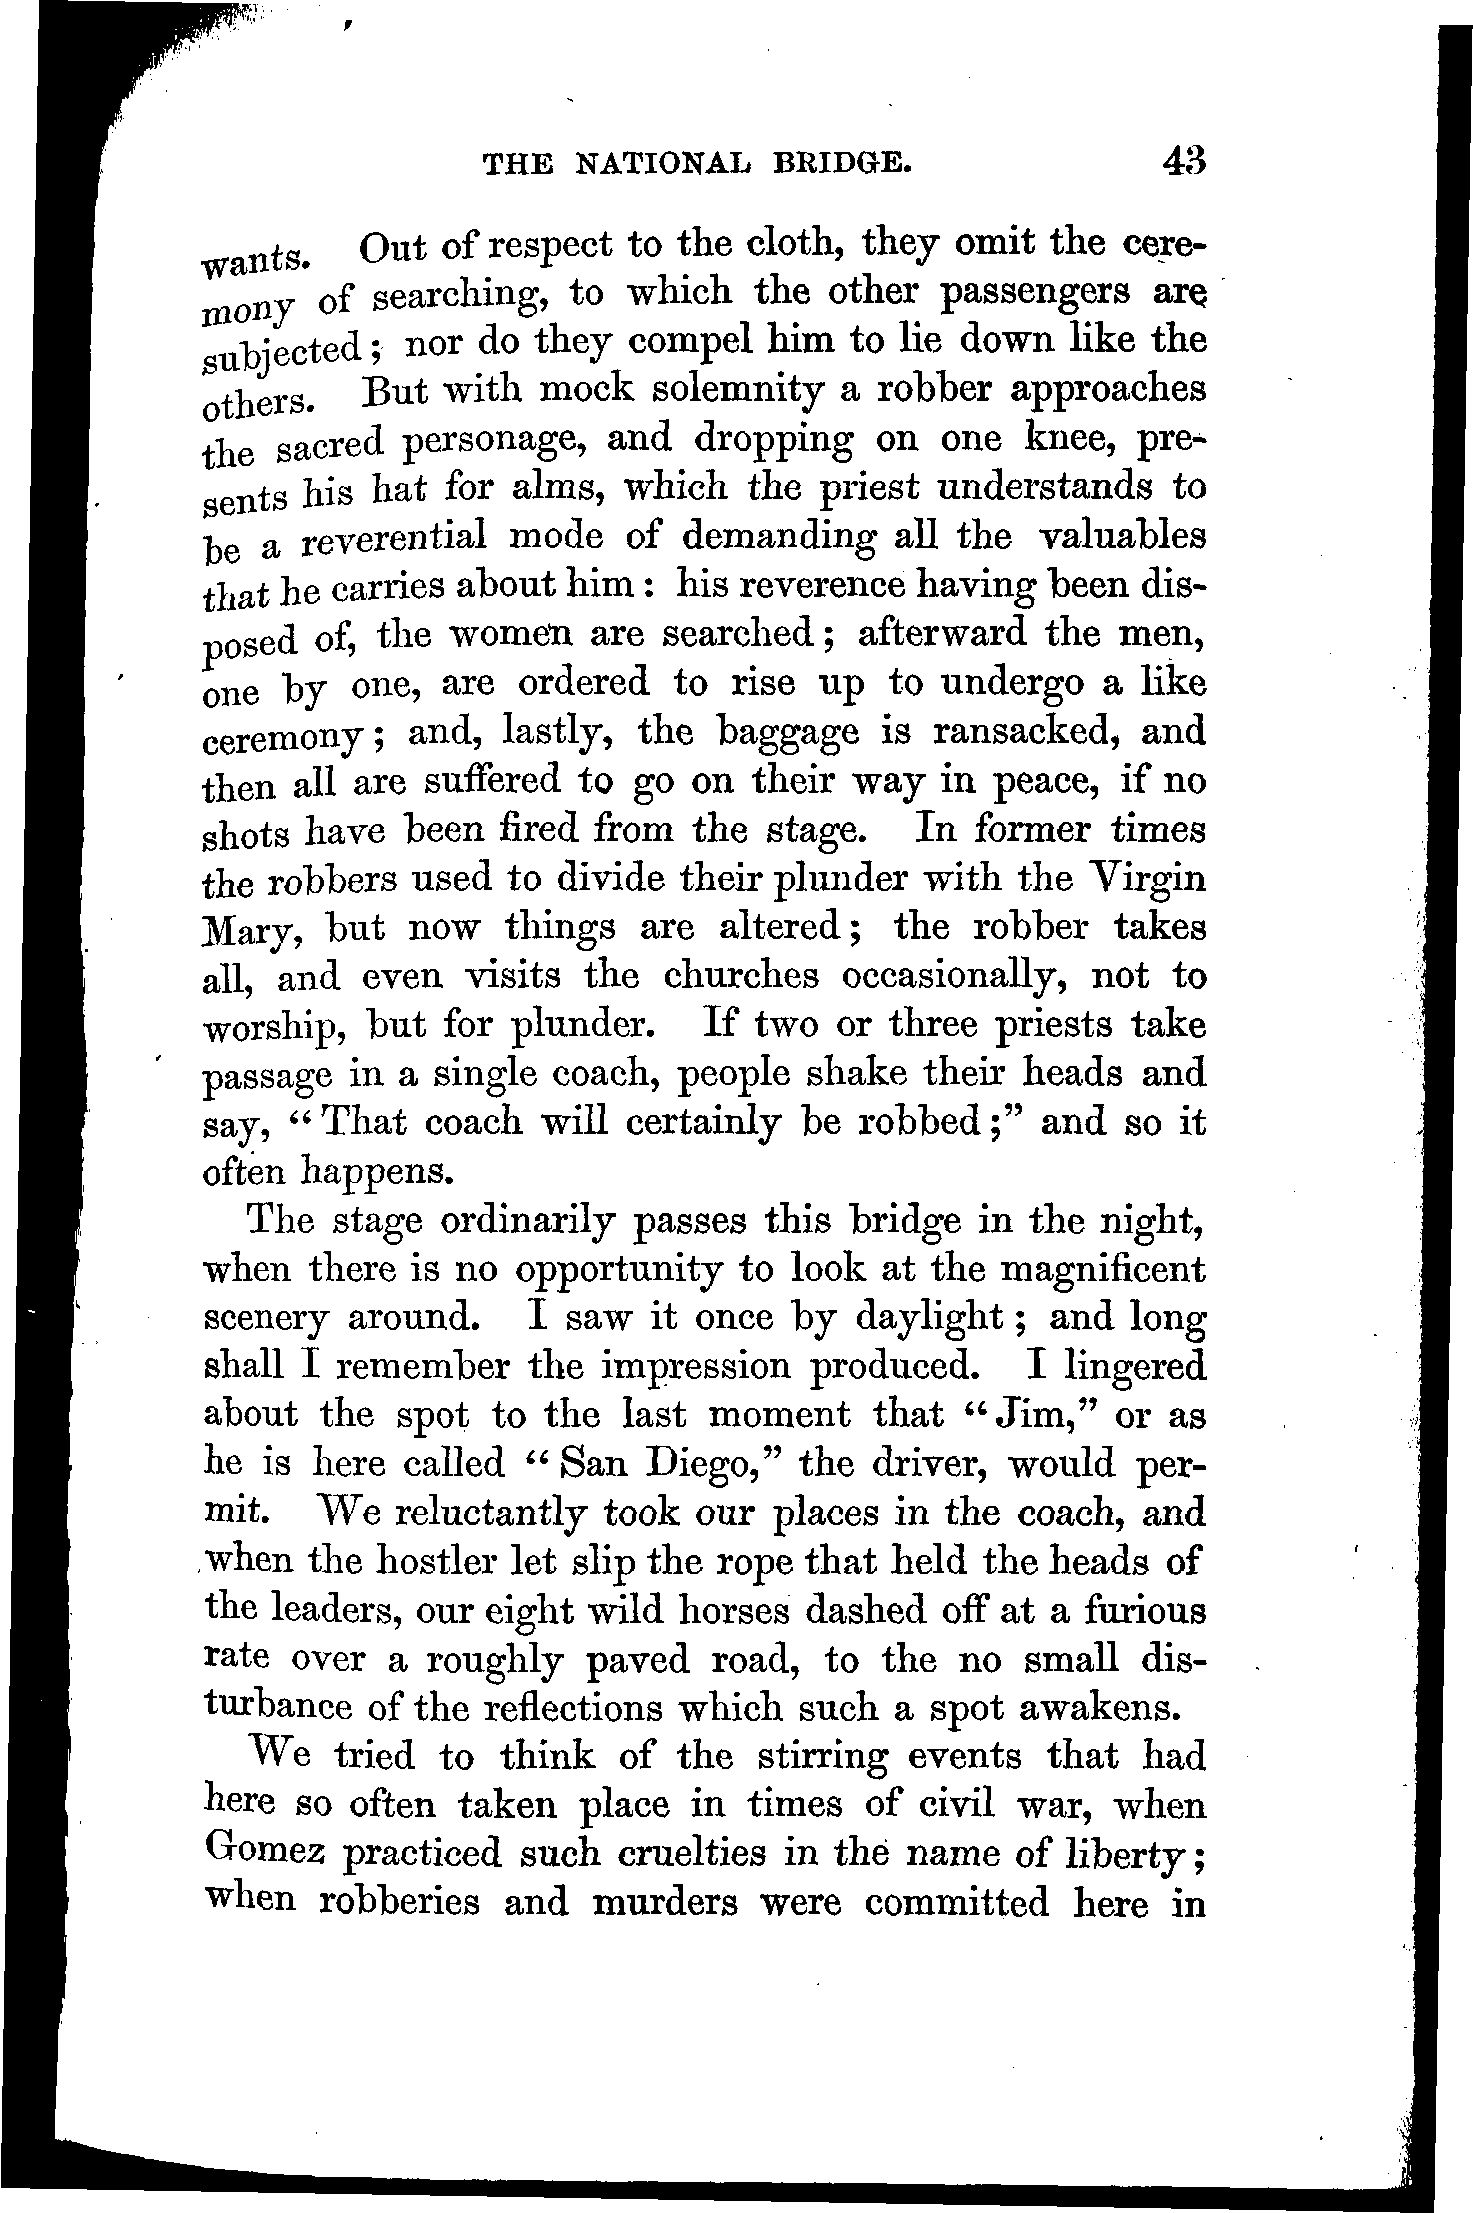 THE NATIONAL BRIDGE. 43
wants. Out of respect to the cloth, they omit the cere-
mony of searching, to which the other passengers are
subjected; nor do they compel him to lie down like the
others. But with mock solemnity a robber approaches
the sacred personage, and dropping on one knee, pre-
sents his hat for alms, which the priest understands to
be a reverential mode of demanding all the valuables
that he carries about him: his reverence having been dis-
posed of, the women are searched; afterward the men,
one by one, are ordered to rise up to undergo a like
ceremony; and, lastly, the baggage is ransacked, and
then all are suffered to go on their way in peace, if no
shots have been fired from the stage. In former times
the robbers used to divide their plunder with the Virgin
Mary, but now things are altered; the robber takes
all, and even visits the churches occasionally, not to
worship, but for plunder. If two or three priests take
passage in a single coach, people shake their heads and
say, "That coach will certainly be robbed;" and so it
often happens.
The stage ordinarily passes this bridge in the night,
when there is no opportunity to look at the magnificent
scenery around. I saw it once by daylight; and long
shall I remember the impression produced. I lingered
about the spot to the last moment that "Jim," or as
he is here called "San Diego," the driver, would per-
mit. We reluctantly took our places in the coach, and
when the hostler let slip the rope that held the heads of
the leaders, our eight wild horses dashed off at a furious
rate over a roughly paved road, to the no small dis-
turbance of the reflections which such a spot awakens.
We tried to think of the stirring events that had
here so often taken place in times of civil war, when
Gomez practiced such cruelties in the name of liberty;
when robberies and murders were committed here in